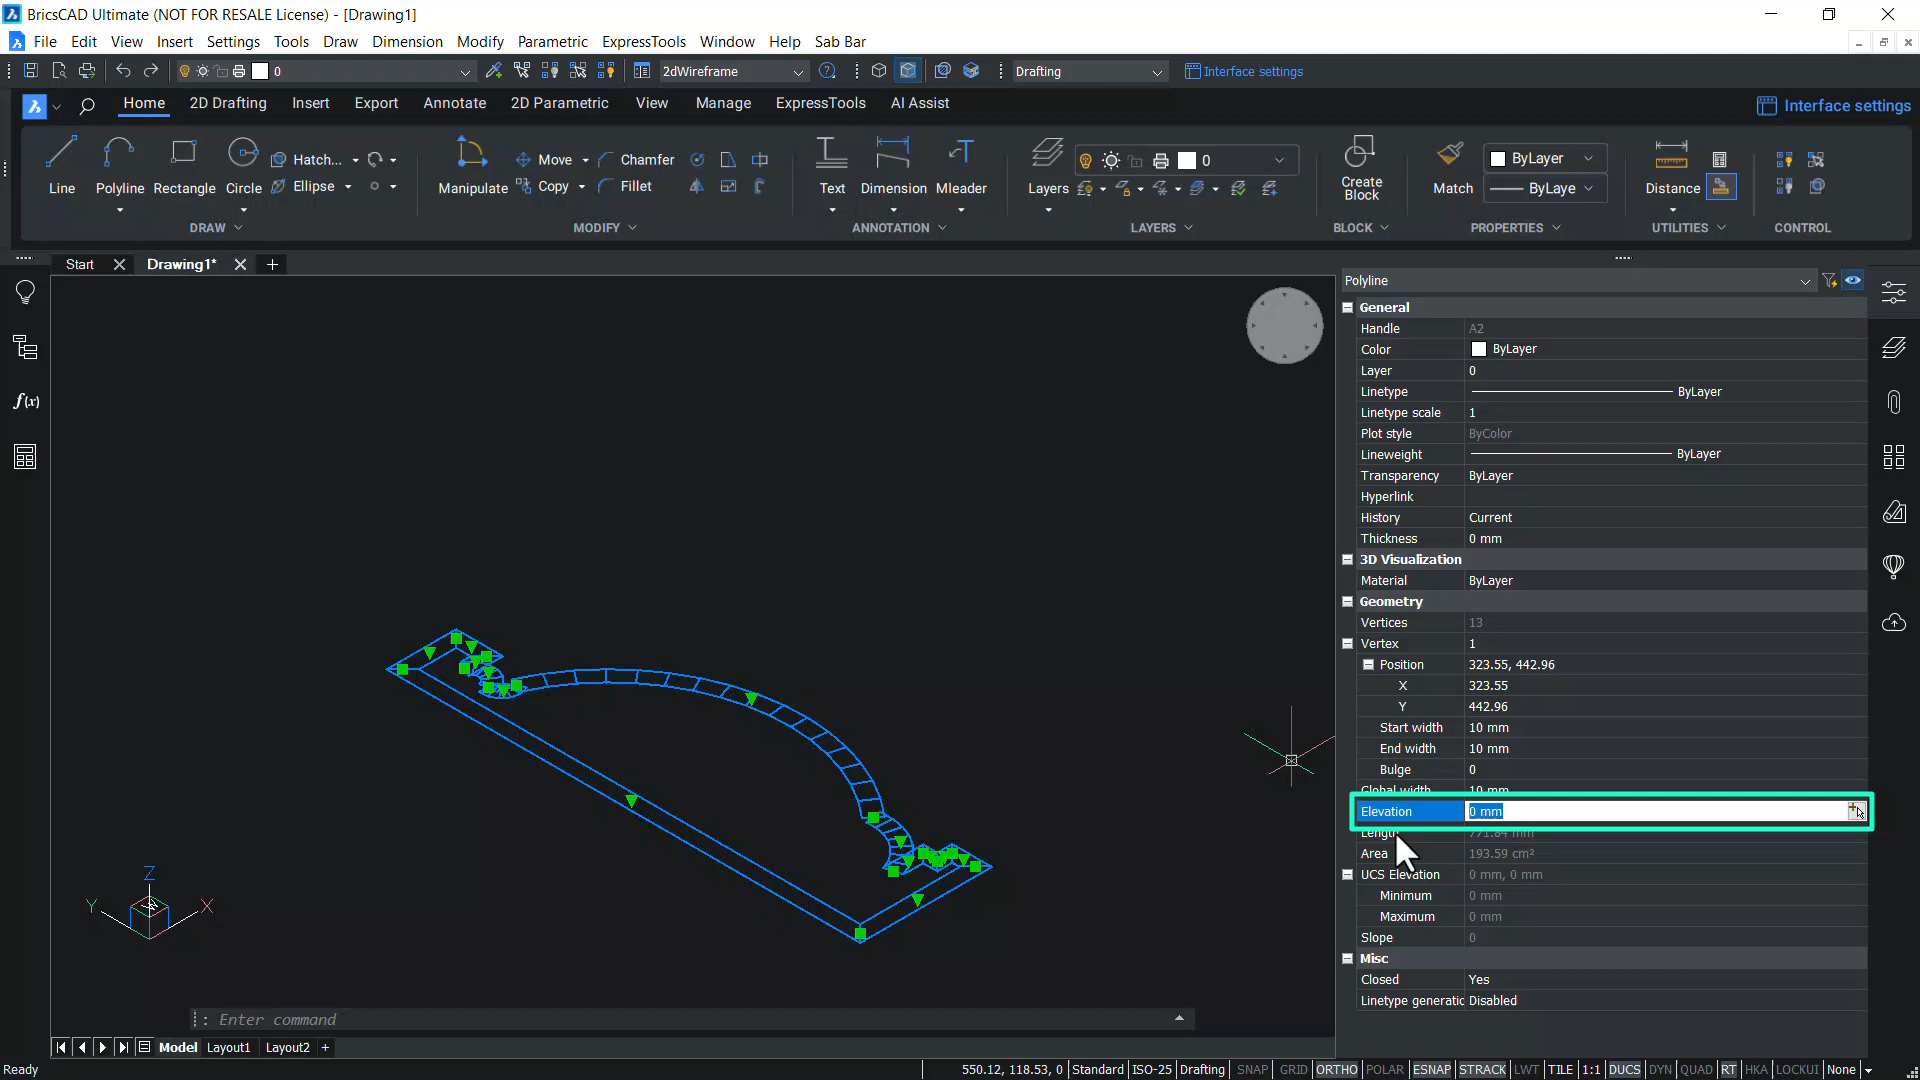 BricsCAD Ultimate (NOT FOR RESALE License) - [Drawing1]
File Edit View Insert Settings Tools Draw Dimension Modify Parametric ExpressTools Window Help Sab Bar
0 2dWireframe Drafting Interface settings
Home 2D Drafting Insert Export Annotate 2D Parametric View Manage ExpressTools AI Assist Interface settings
Hatch... Move Chamfer 0 ByLayer
Line Polyline Rectangle Circle Ellipse Manipulate Copy Fillet Text Dimension Mleader Layers Create Block Match ByLaye Distance
DRAW MODIFY ANNOTATION LAYERS BLOCK PROPERTIES UTILITIES CONTROL
Start Drawing1*
f(x)
Polyline
General
Handle A2
Color ByLayer
Layer 0
Linetype ByLayer
Linetype scale 1
Plot style ByColor
Lineweight ByLayer
Transparency ByLayer
Hyperlink
History Current
Thickness 0 mm
3D Visualization
Material ByLayer
Geometry
Vertices 13
Vertex 1
Position 323.55, 442.96
X 323.55
Y 442.96
Start width 10 mm
End width 10 mm
Bulge 0
Global width 10 mm
Elevation 0 mm
Length 771.84 mm
Area 193.59 cm²
UCS Elevation 0 mm, 0 mm
Minimum 0 mm
Maximum 0 mm
Slope 0
Misc
Closed Yes
Linetype generatic Disabled
Z
Y X
W
: Enter command
Model Layout1 Layout2 +
Ready 550.12, 118.53, 0 Standard ISO-25 Drafting SNAP GRID ORTHO POLAR ESNAP STRACK LWT TILE 1:1 DUCS DYN QUAD RT HKA LOCKUI None